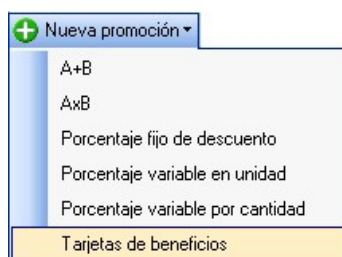 Nueva promoción
A+B
AxB
Porcentaje fijo de descuento
Porcentaje variable en unidad
Porcentaje variable por cantidad
Tarjetas de beneficios